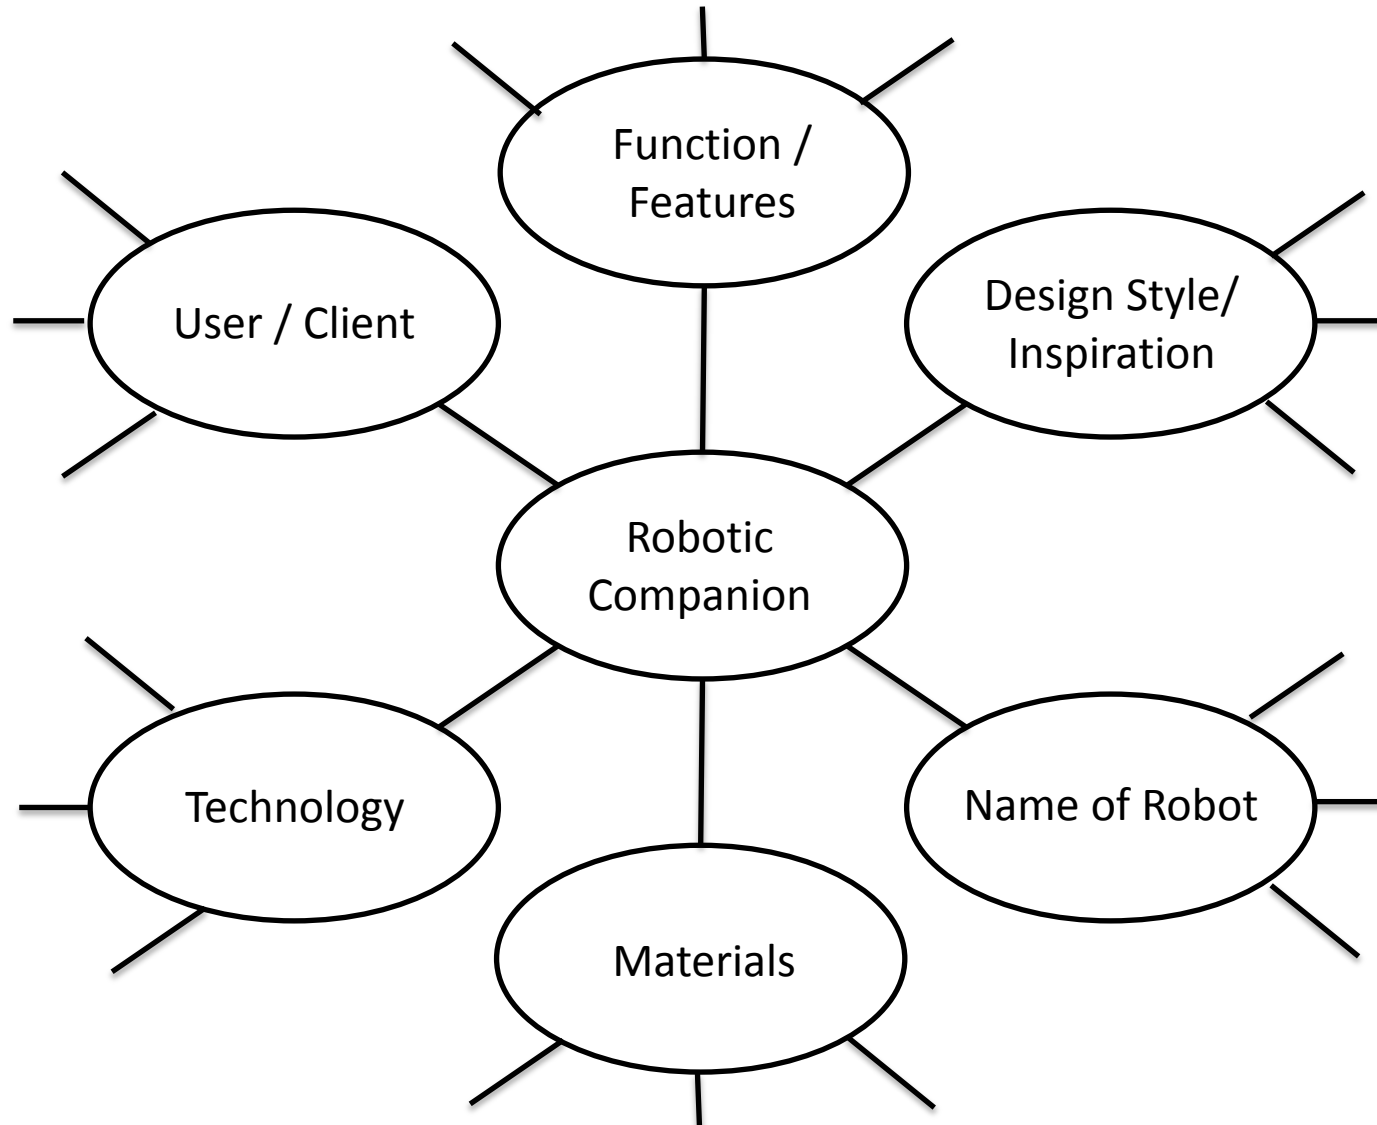 Function /
Features
User / Client
Design Style/
Inspiration
Robotic
Companion
Technology
Name of Robot
Materials